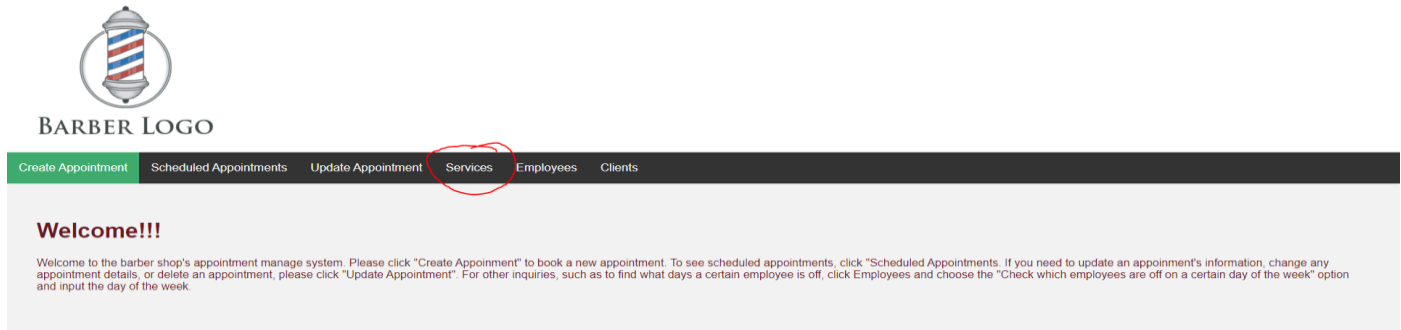 BARBER LOGO
Create Appointment Scheduled Appointments Update Appointment Services Employees Clients
Welcome!!!
Welcome to the barber shop's appointment manage system. Please click "Create Appoinment" to book a new appointment. To see scheduled appointments, click "Scheduled Appointments. If you need to update an appoinment's information, change any
appointment details, or delete an appointment, please click "Update Appointment". For other inquiries, such as to find what days a certain employee is off, click Employees and choose the "Check which employees are off on a certain day of the week" option
and input the day of the week.